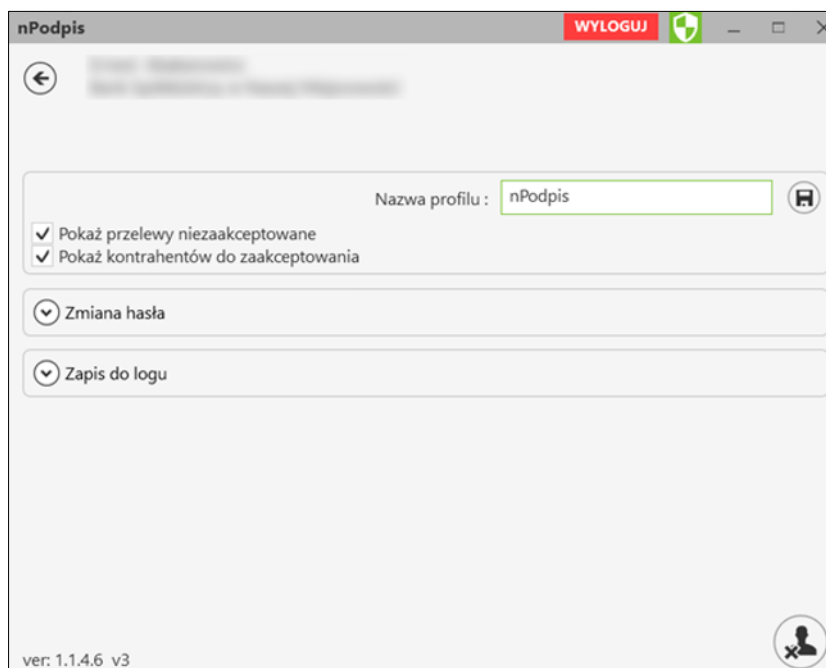 nPodpis WYLOGUJ
Nazwa profilu : nPodpis
Pokaż przelewy niezaakceptowane
Pokaż kontrahentów do zaakceptowania
Zmiana hasła
Zapis do logu
ver: 1.1.4.6 v3